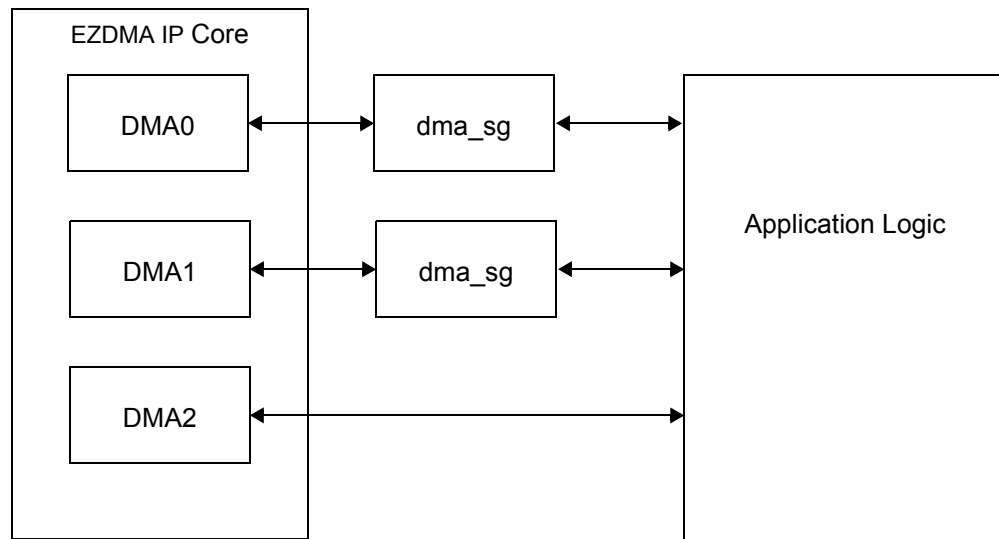 EZDMA IP Core
DMA0
dma_sg
DMA1
dma_sg
Application Logic
DMA2